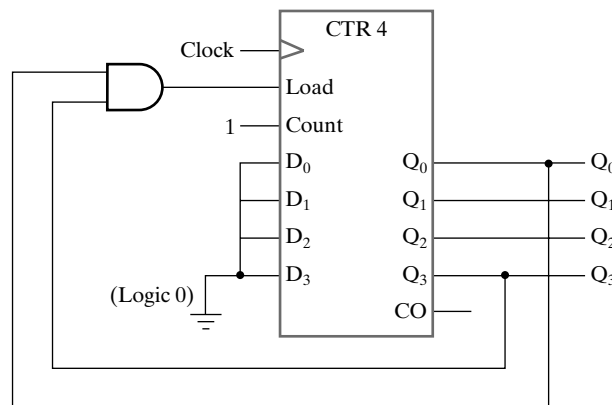 CTR 4
Clock
Load
1 Count
D₀ Q₀ Q₀
D₁ Q₁ Q₁
D₂ Q₂ Q₂
D₃ Q₃ Q₃
(Logic 0)
CO